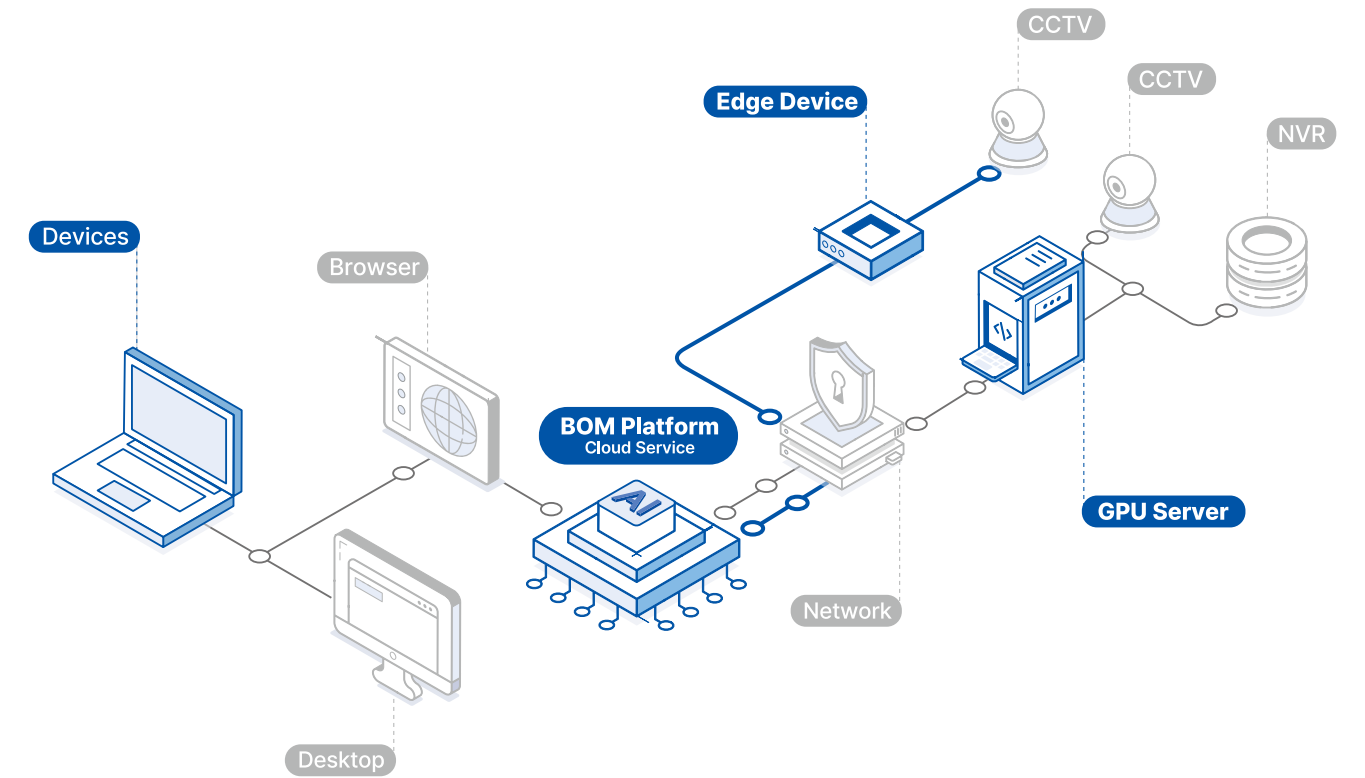 CCTV
CCTV
Edge Device
NVR
Devices
Browser
BOM Platform
Cloud Service
AI
GPU Server
Network
Desktop